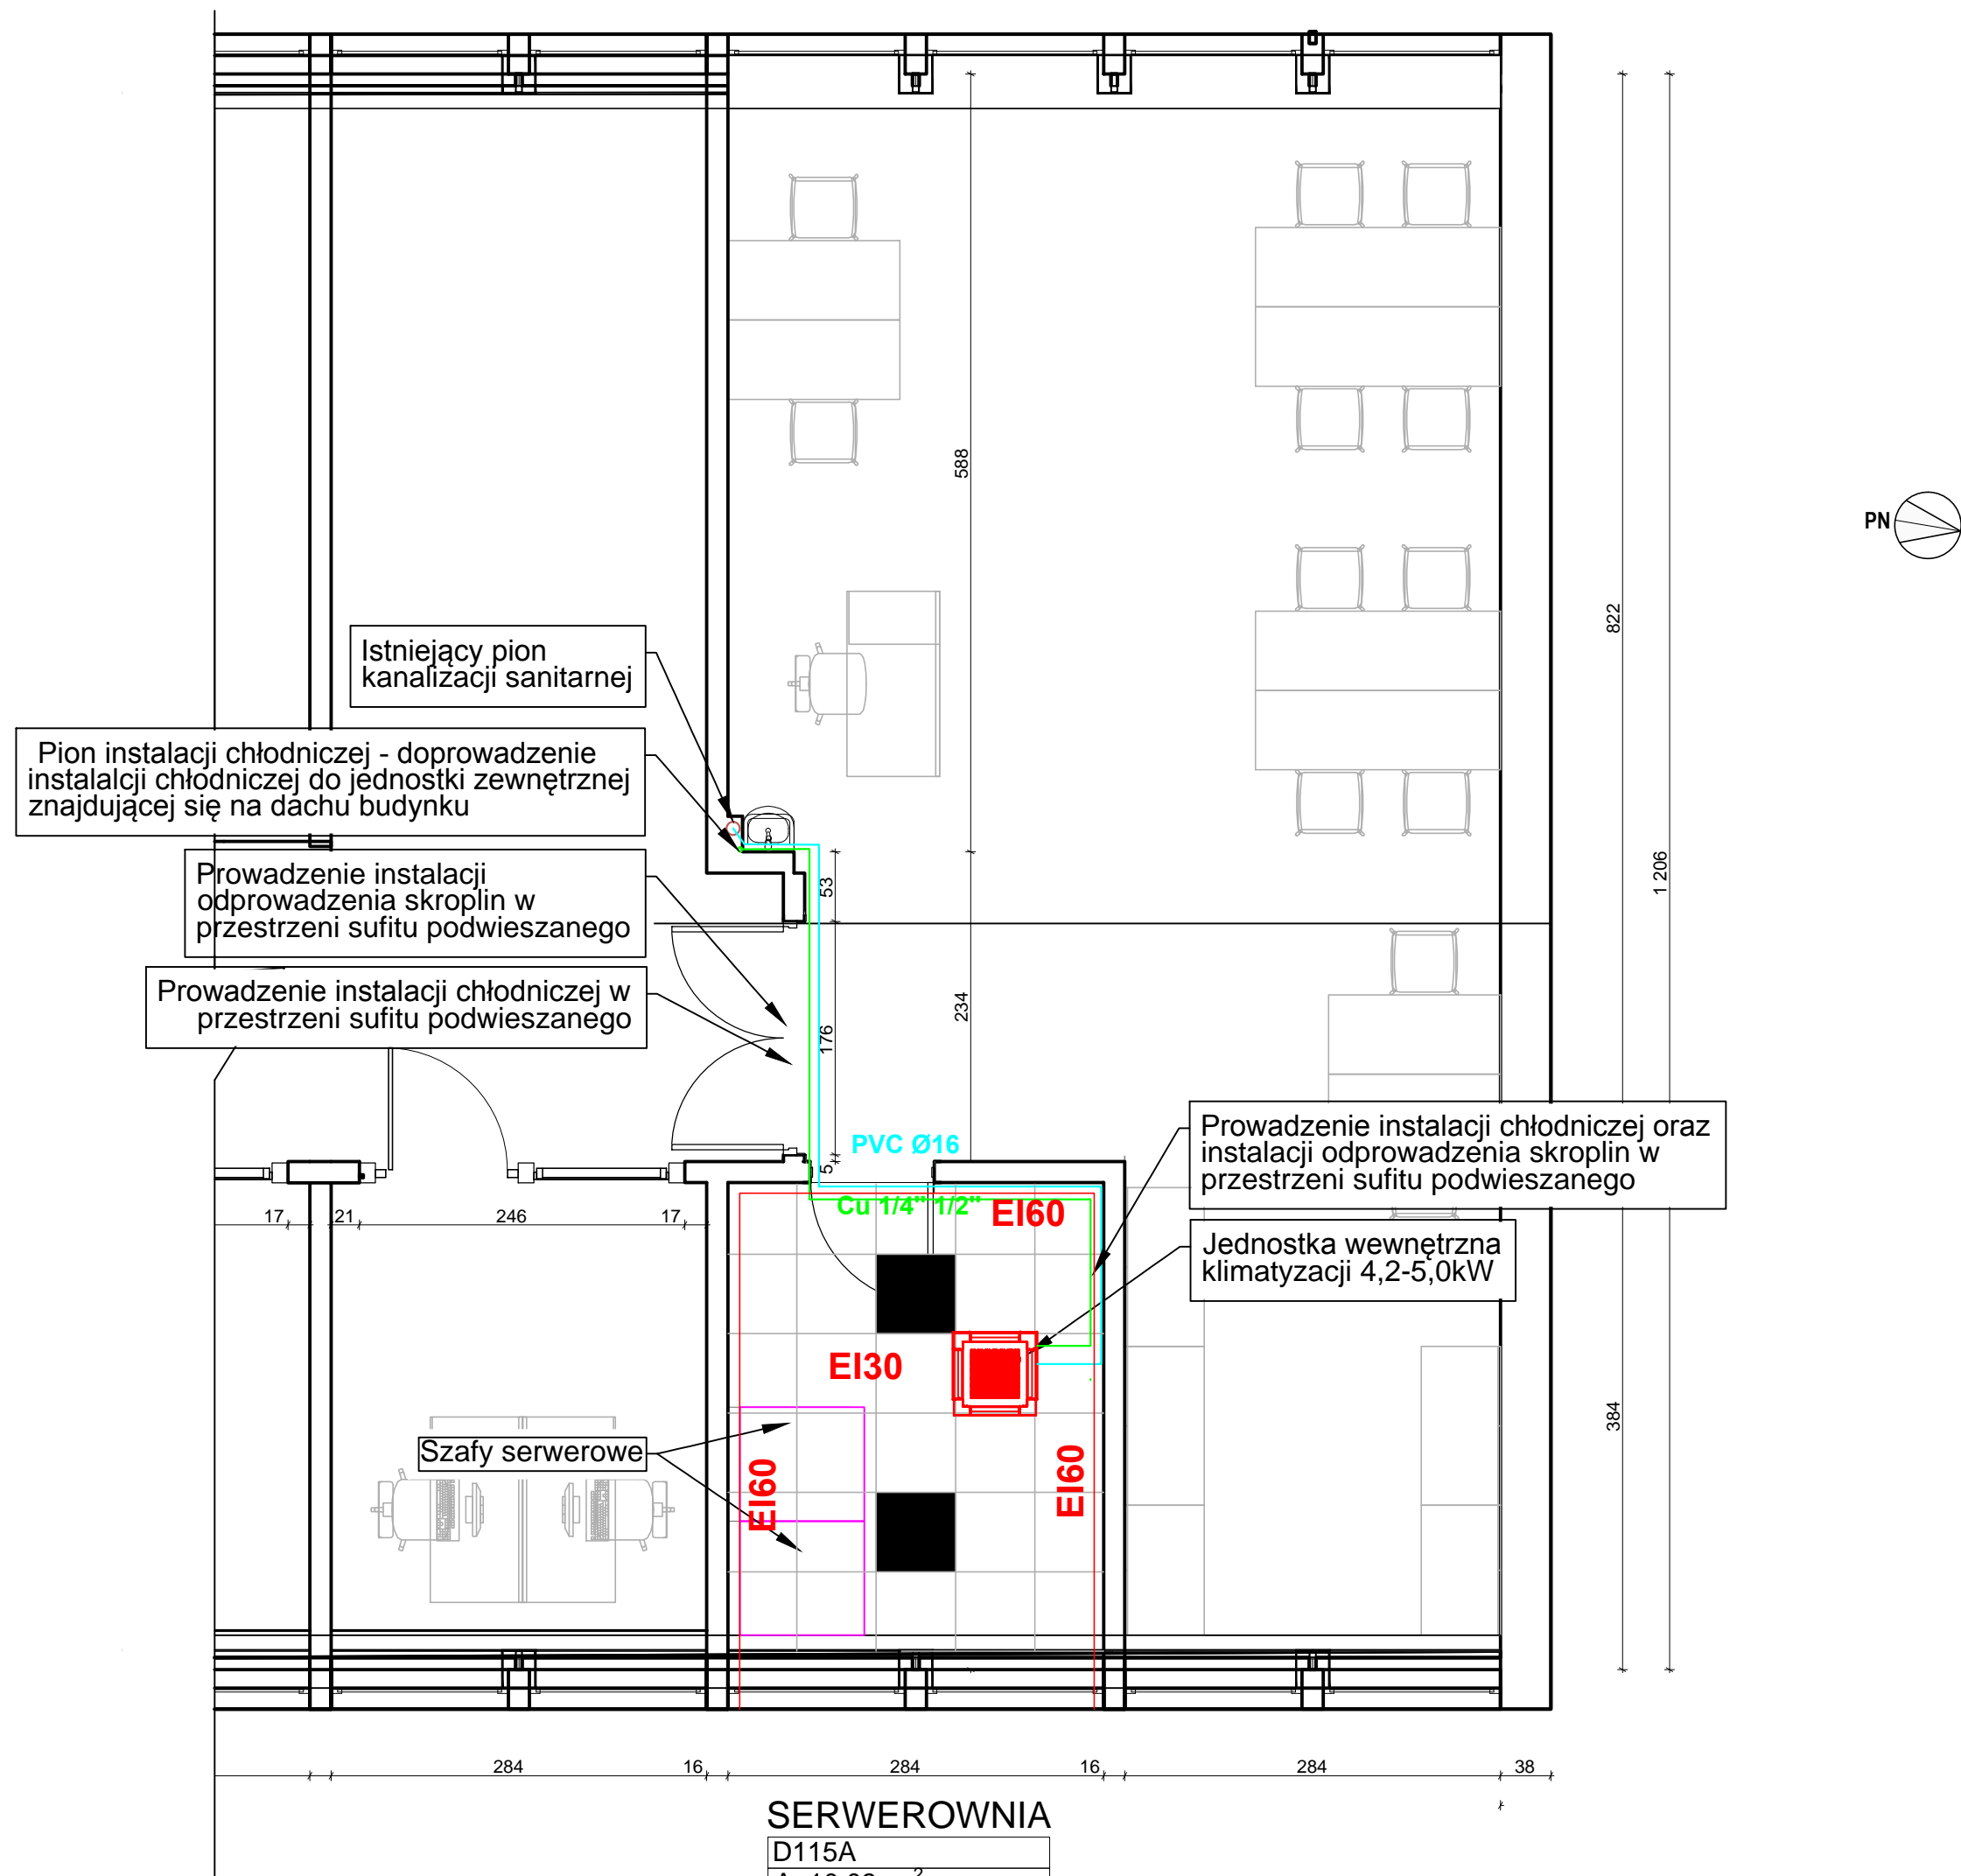 588
822
1 206
PN
Istniejący pion
kanalizacji sanitarnej
Pion instalacji chłodniczej - doprowadzenie
instalalcji chłodniczej do jednostki zewnętrznej
znajdującej się na dachu budynku
Prowadzenie instalacji
odprowadzenia skroplin w
przestrzeni sufitu podwieszanego
Prowadzenie instalacji chłodniczej w
przestrzeni sufitu podwieszanego
53
176
234
5
PVC Ø16
Cu 1/4" 1/2"
EI60
Prowadzenie instalacji chłodniczej oraz
instalacji odprowadzenia skroplin w
przestrzeni sufitu podwieszanego
Jednostka wewnętrzna
klimatyzacji 4,2-5,0kW
17
21
246
17
EI30
384
Szafy serwerowe
EI60
EI60
284
16
284
16
284
38
SERWEROWNIA
D115A